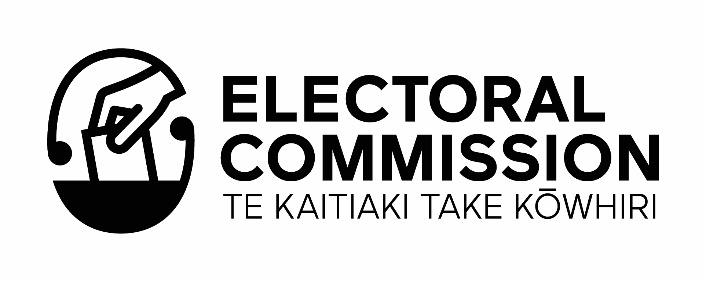 ELECTORAL
COMMISSION
TE KAITIAKI TAKE KŌWHIRI